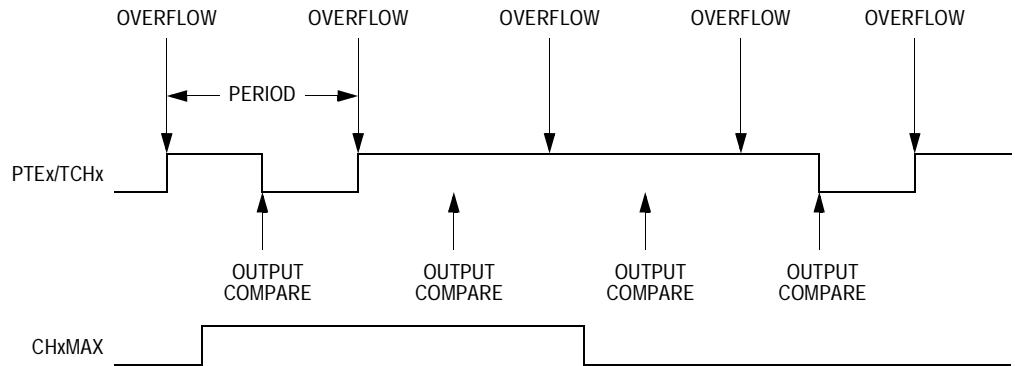 OVERFLOW OVERFLOW OVERFLOW OVERFLOW OVERFLOW
PERIOD
PTEx/TCHx
OUTPUT COMPARE
OUTPUT COMPARE
OUTPUT COMPARE
OUTPUT COMPARE
CHxMAX